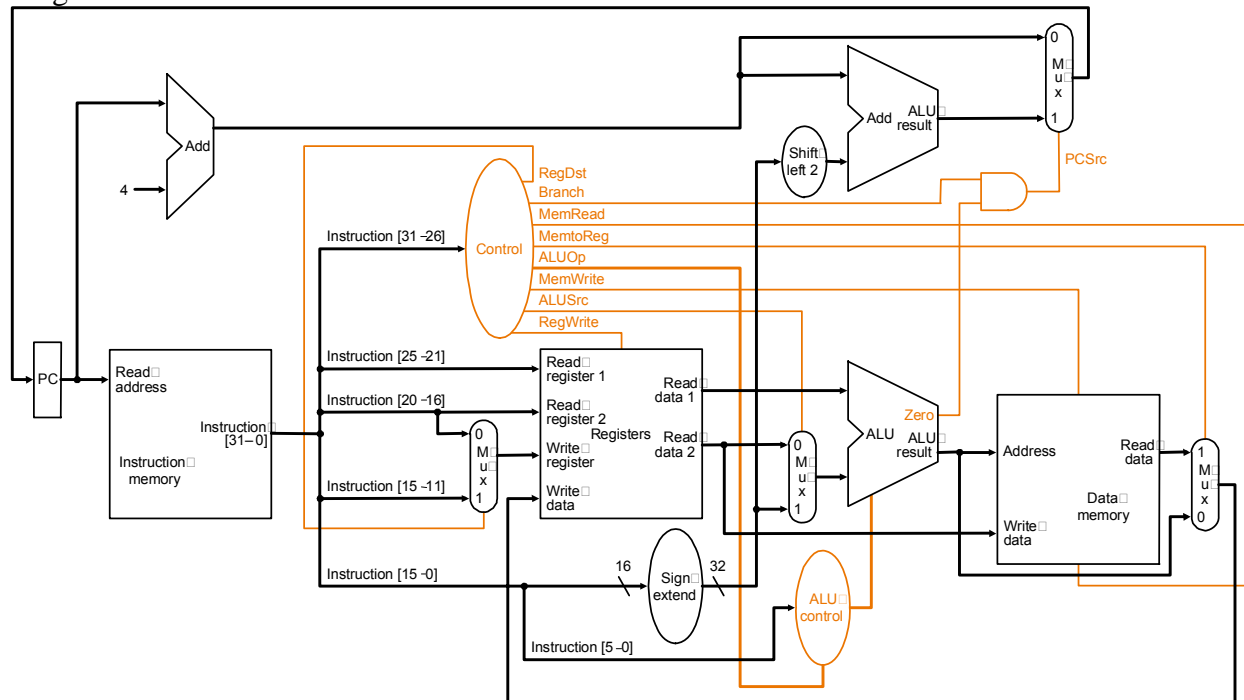 0
M
u
x
1
Add
ALU
result
Add
Shift
left 2
PCSrc
4
RegDst
Branch
MemRead
MemtoReg
ALUOp
MemWrite
ALUSrc
RegWrite
Control
Instruction [31–26]
Instruction [25–21]
Instruction [20–16]
Instruction [15–11]
Instruction [15–0]
Instruction [5–0]
PC
Read
address
Instruction
[31–0]
Instruction
memory
0
M
u
x
1
Read
register 1
Read
register 2
Registers
Write
register
Write
data
Read
data 1
Read
data 2
0
M
u
x
1
Zero
ALU
ALU
result
Address
Read
data
Data
memory
Write
data
1
M
u
x
0
16
Sign
extend
32
ALU
control